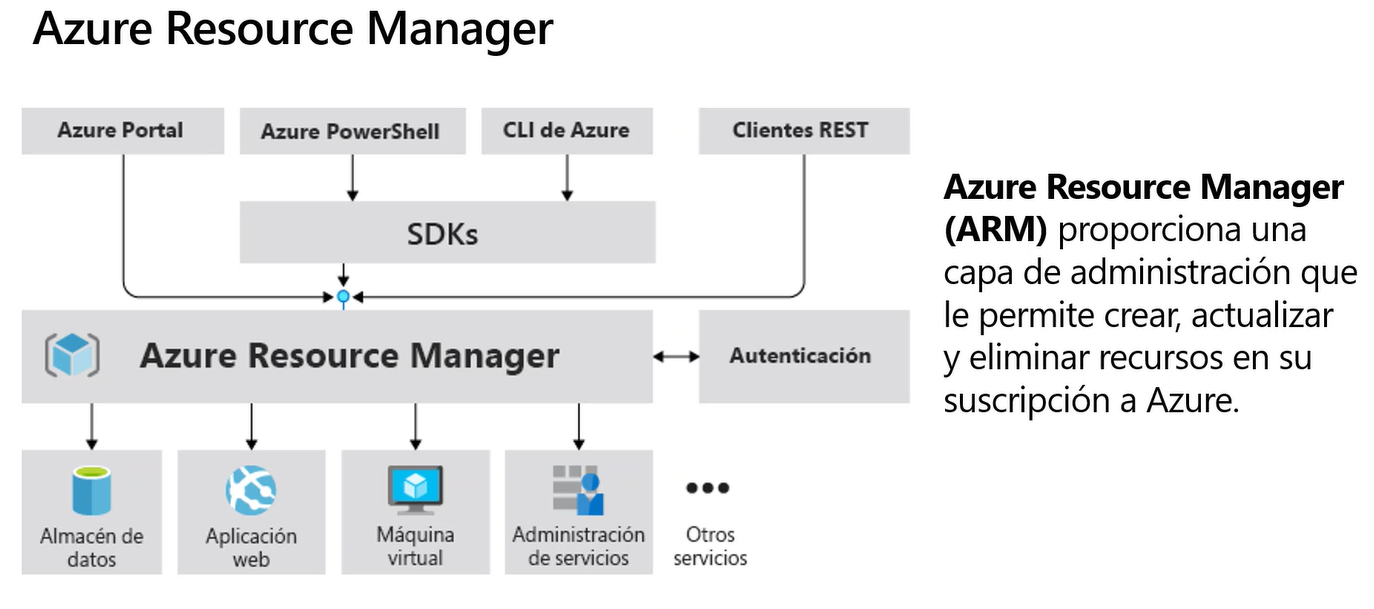 Azure Resource Manager
Azure Portal
Azure PowerShell
CLI de Azure
Clientes REST
SDKs
Azure Resource Manager
Autenticación
Almacén de
datos
Aplicación
web
Máquina
virtual
Administración
de servicios
Otros
servicios
Azure Resource Manager
(ARM) proporciona una
capa de administración que
le permite crear, actualizar
y eliminar recursos en su
suscripción a Azure.